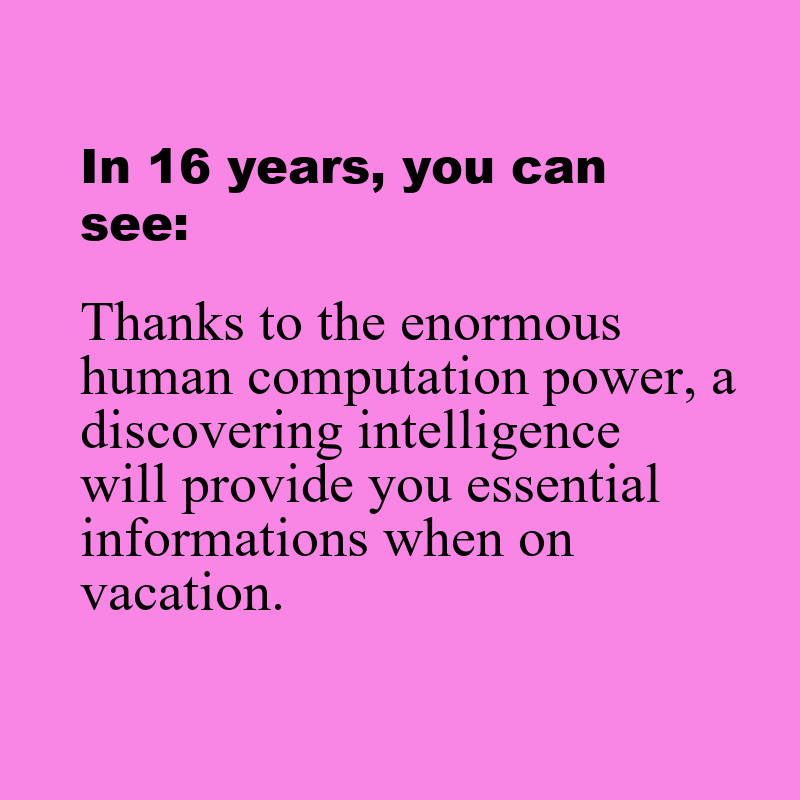 In 16 years, you can
see:
Thanks to the enormous
human computation power, a
discovering intelligence
will provide you essential
informations when on
vacation.